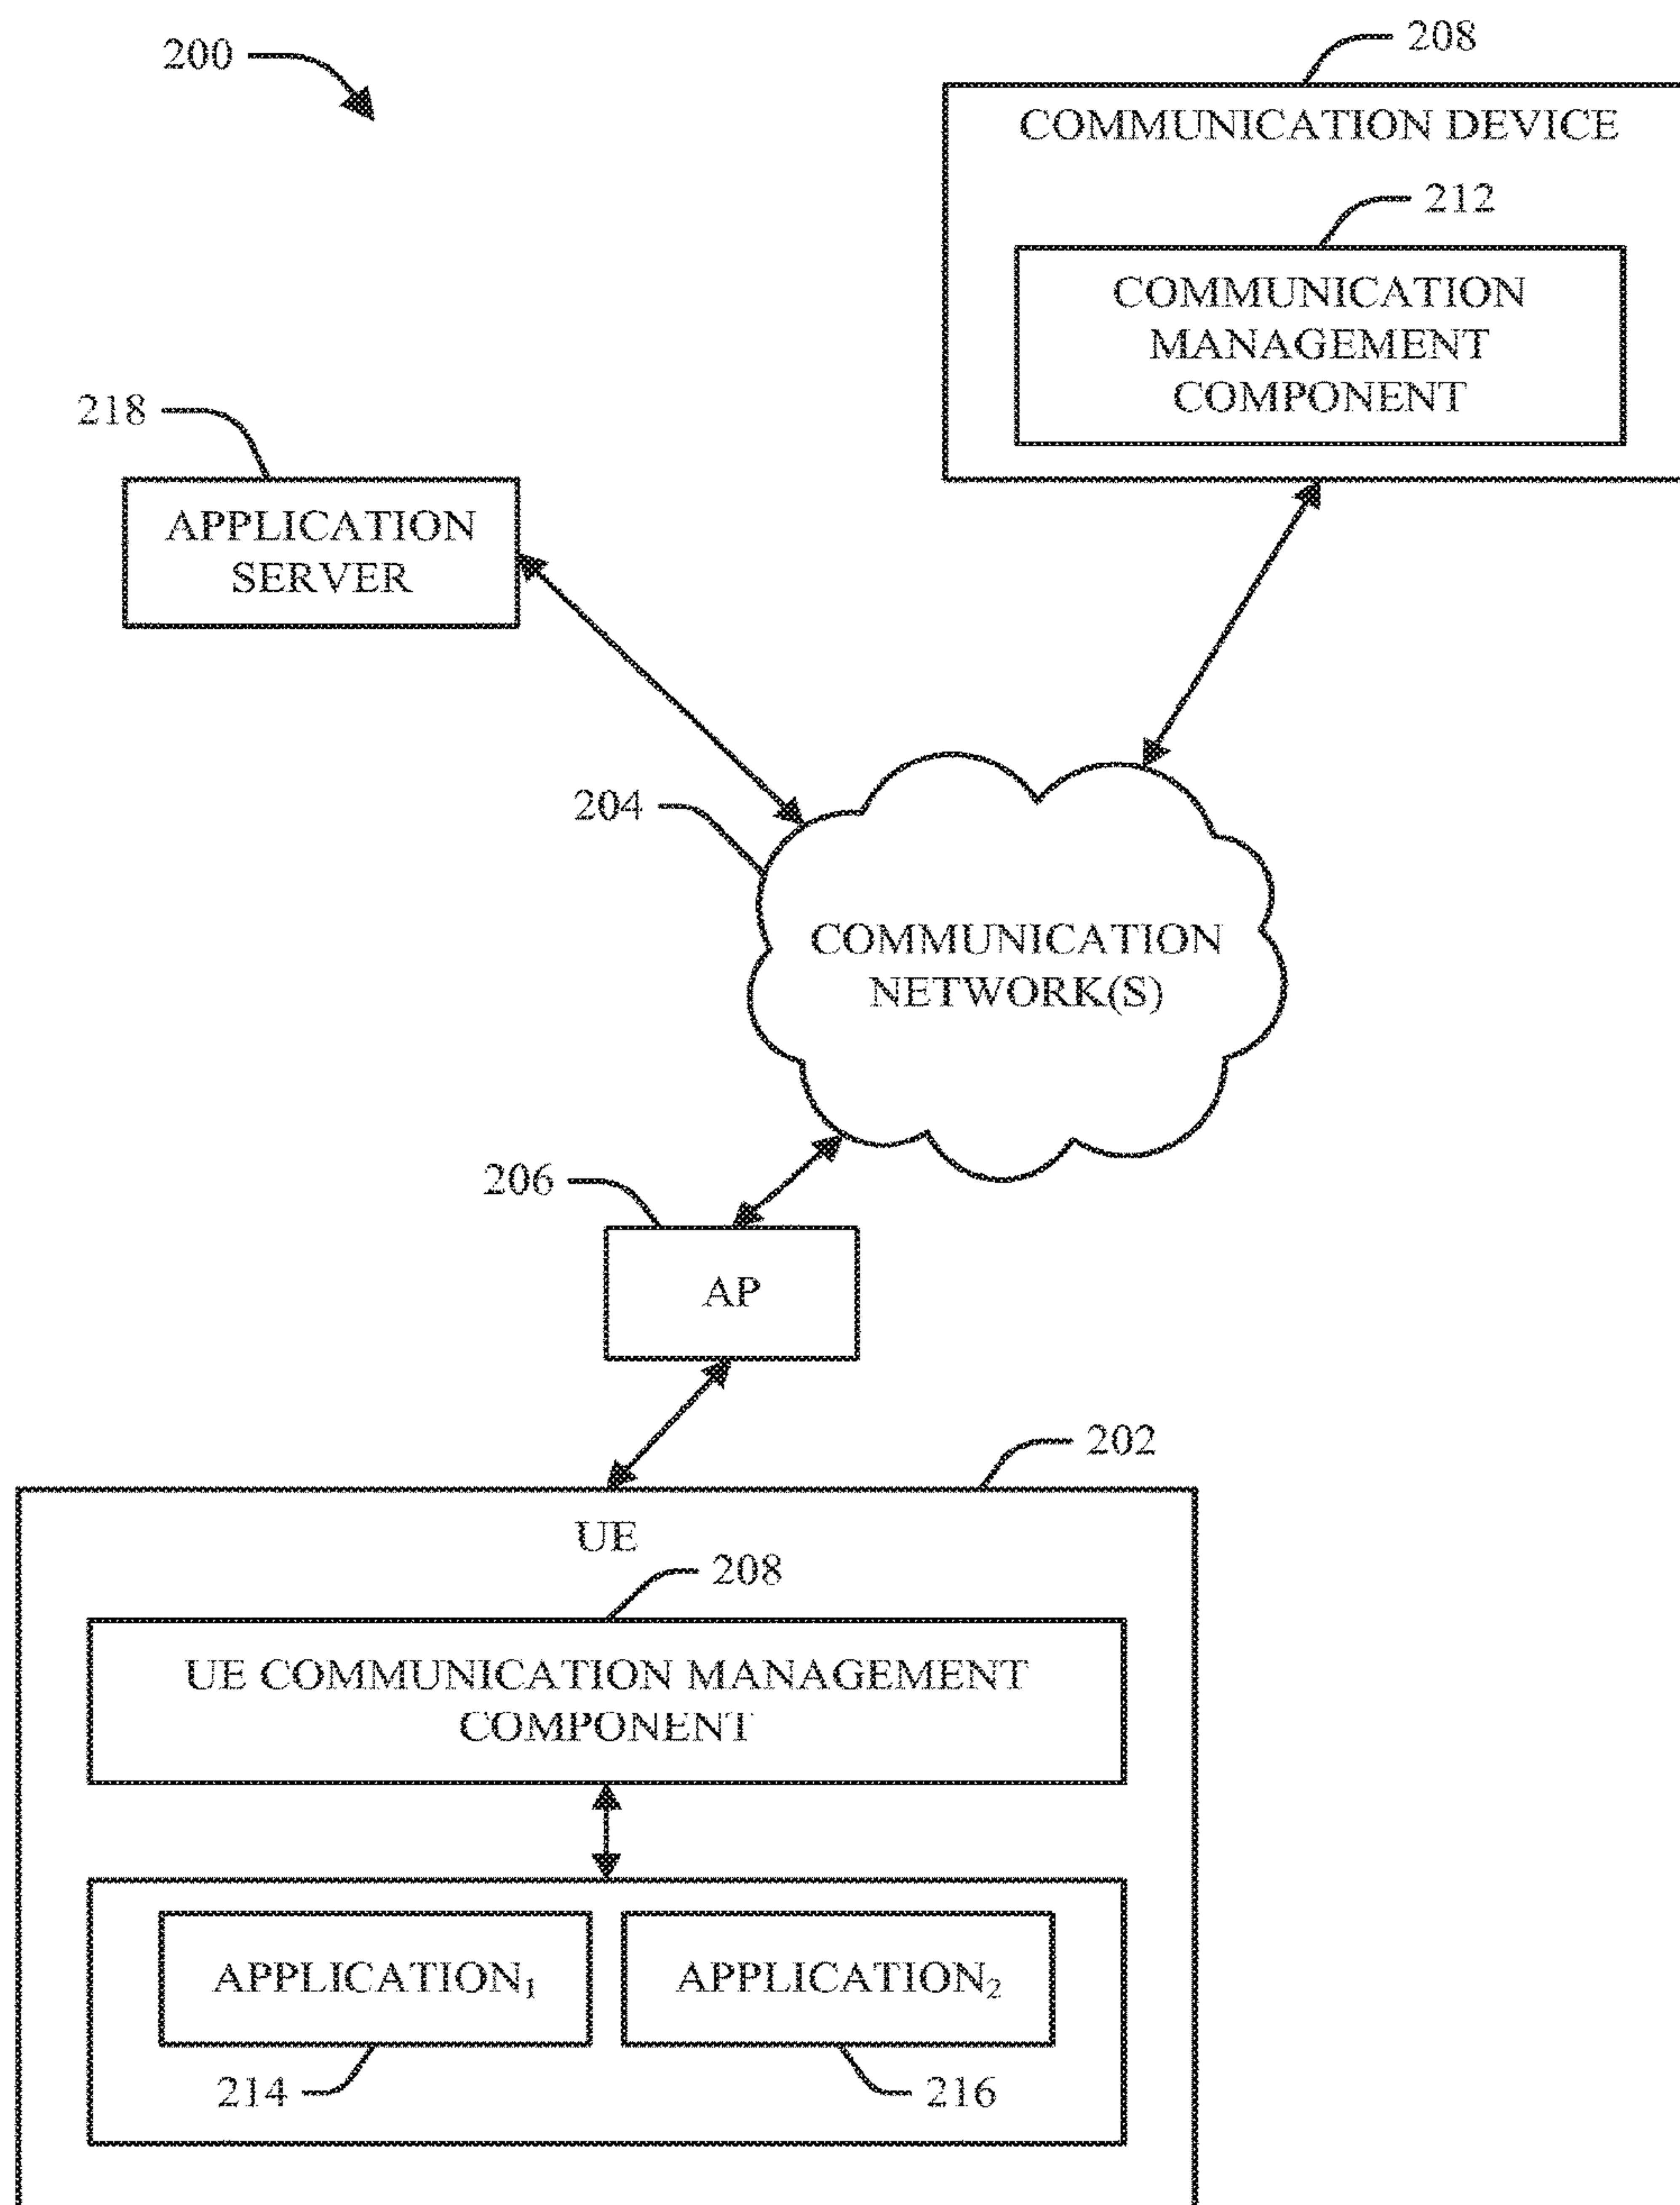 200
208
COMMUNICATION DEVICE
212
COMMUNICATION
MANAGEMENT
COMPONENT
218
APPLICATION
SERVER
204
COMMUNICATION
NETWORK(S)
206
AP
202
UE
208
UE COMMUNICATION MANAGEMENT
COMPONENT
APPLICATION₁
APPLICATION₂
214
216